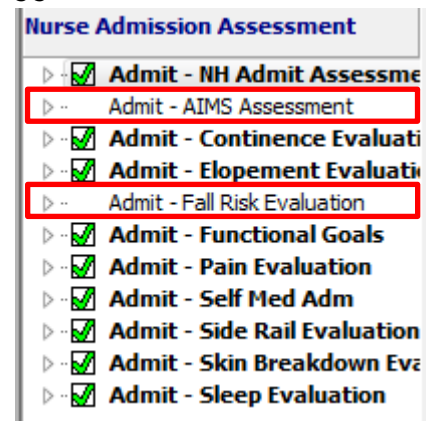 Nurse Admission Assessment
Admit - NH Admit Assessme
Admit - AIMS Assessment
Admit - Continence Evaluati
Admit - Elopement Evaluati
Admit - Fall Risk Evaluation
Admit - Functional Goals
Admit - Pain Evaluation
Admit - Self Med Adm
Admit - Side Rail Evaluation
Admit - Skin Breakdown Eva
Admit - Sleep Evaluation